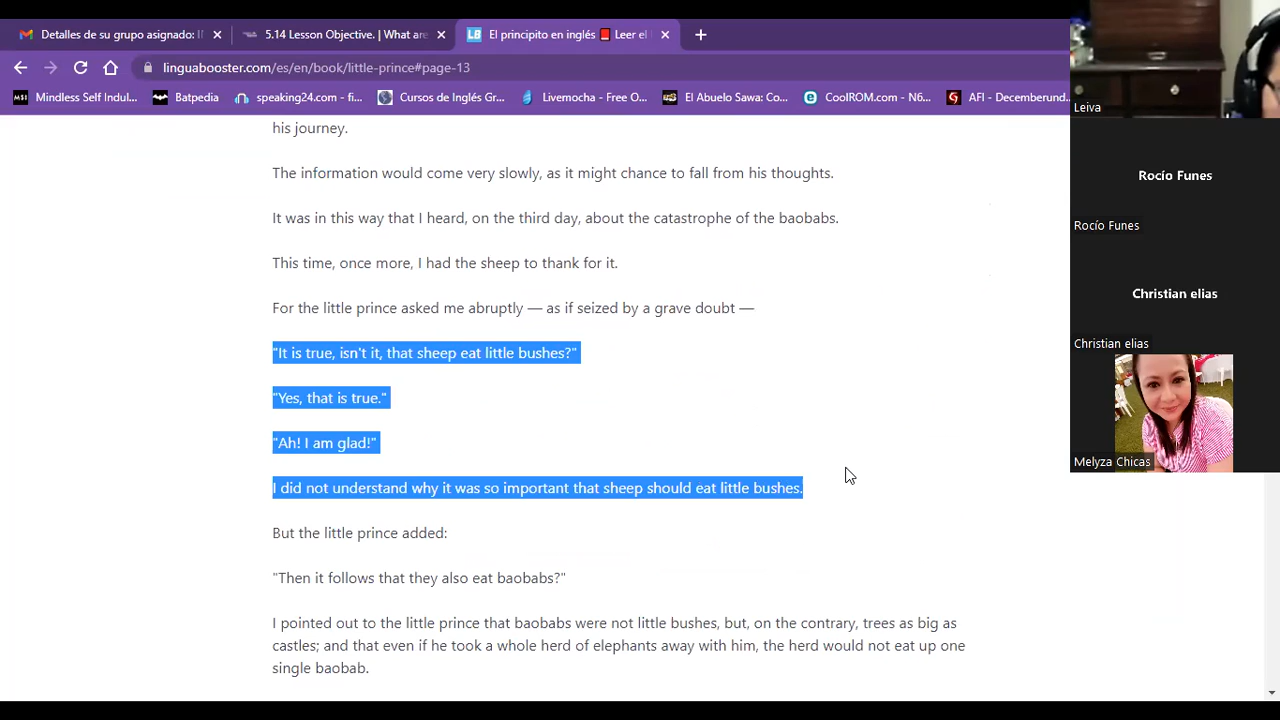 Detalles de su grupo asignado: I
5.14 Lesson Objective. | What are
LB
El principito en inglés 📕 Leer el
linguabooster.com/es/en/book/little-prince#page-13
MSI
Mindless Self Indul...
Batpedia
speaking24.com - fi...
Cursos de Inglés Gr...
Livemocha - Free O...
El Abuelo Sawa: Co...
CoolROM.com - N6...
AFI - Decemberund...
his journey.
The information would come very slowly, as it might chance to fall from his thoughts.
It was in this way that I heard, on the third day, about the catastrophe of the baobabs.
This time, once more, I had the sheep to thank for it.
For the little prince asked me abruptly — as if seized by a grave doubt —
"It is true, isn't it, that sheep eat little bushes?"
"Yes, that is true."
"Ah! I am glad!"
I did not understand why it was so important that sheep should eat little bushes.
But the little prince added:
"Then it follows that they also eat baobabs?"
I pointed out to the little prince that baobabs were not little bushes, but, on the contrary, trees as big as
castles; and that even if he took a whole herd of elephants away with him, the herd would not eat up one
single baobab.
Leiva
Rocío Funes
Rocío Funes
Christian elias
Christian elias
Melyza Chicas